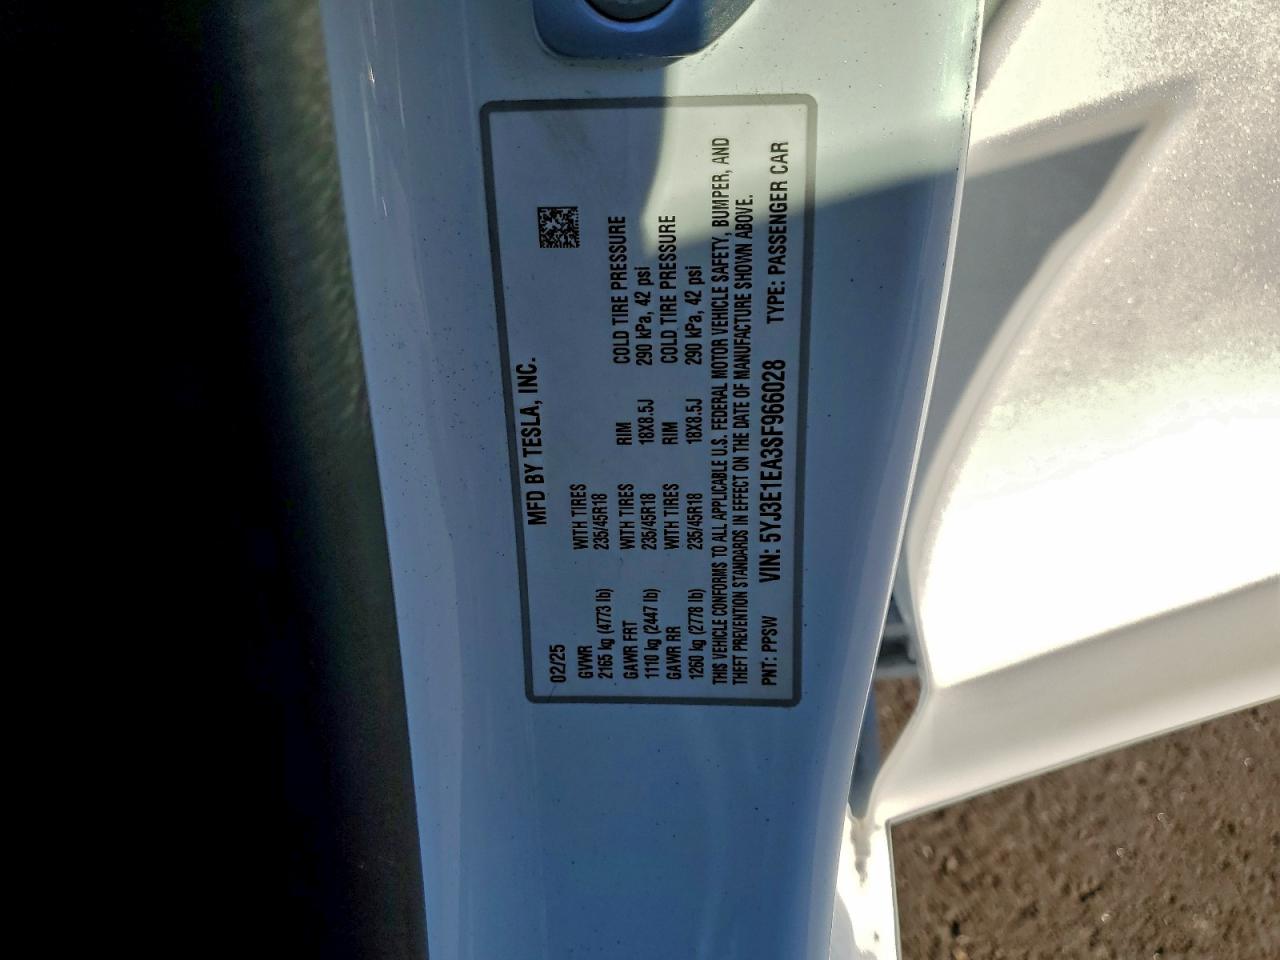 MFD BY TESLA, INC.
02/25
GVWR WITH TIRES
2165 kg (4773 lb) 235/45R18
GAWR FRT WITH TIRES RIM COLD TIRE PRESSURE
1110 kg (2447 lb) 235/45R18 18X8.5J 290 kPa, 42 psi
GAWR RR WITH TIRES RIM COLD TIRE PRESSURE
1260 kg (2778 lb) 235/45R18 18X8.5J 290 kPa, 42 psi
THIS VEHICLE CONFORMS TO ALL APPLICABLE U.S. FEDERAL MOTOR VEHICLE SAFETY, BUMPER, AND
THEFT PREVENTION STANDARDS IN EFFECT ON THE DATE OF MANUFACTURE SHOWN ABOVE.
PNT: PPSW VIN: 5YJ3E1EA3SF966028 TYPE: PASSENGER CAR